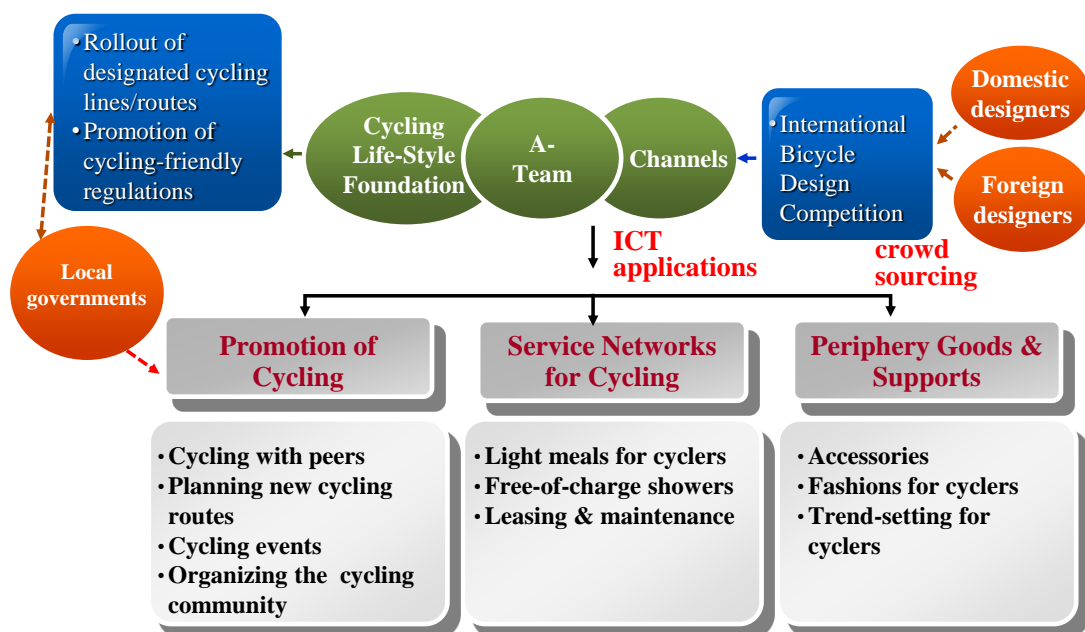 • Rollout of
designated cycling
lines/routes
• Promotion of
cycling-friendly
regulations
Cycling
Life-Style
Foundation
A-
Team
Channels
• International
Bicycle
Design
Competition
Domestic
designers
Foreign
designers
Local
governments
ICT
applications
crowd
sourcing
Promotion of
Cycling
Service Networks
for Cycling
Periphery Goods &
Supports
• Cycling with peers
• Planning new cycling
routes
• Cycling events
• Organizing the cycling
community
• Light meals for cyclers
• Free-of-charge showers
• Leasing & maintenance
• Accessories
• Fashions for cyclers
• Trend-setting for
cyclers